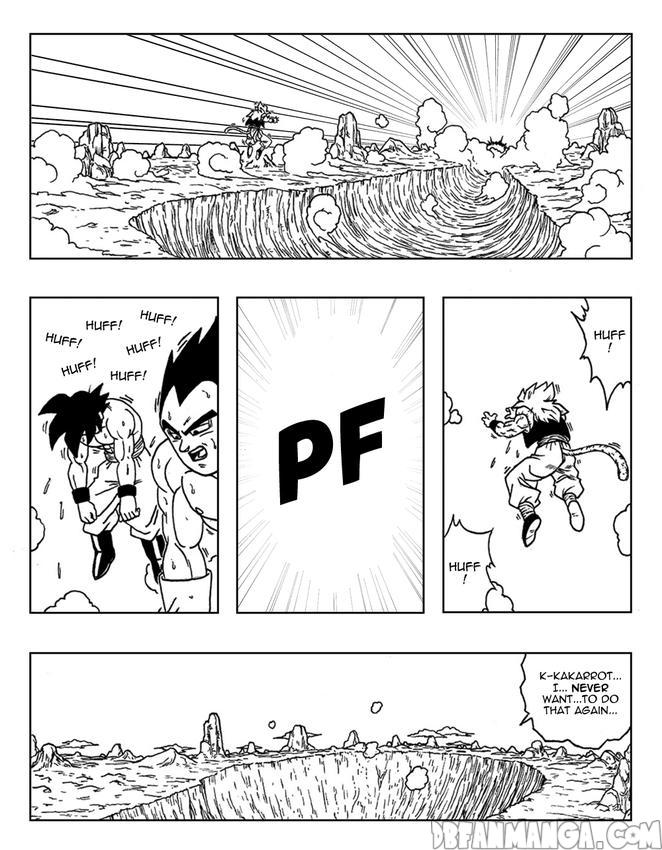 HUFF
!
HUFF
!
PF
HUFF!
HUFF!
HUFF!
HUFF!
HUFF!
HUFF!
K-KAKARROT...
I... NEVER
WANT...TO DO
THAT AGAIN...
DBFANMANGA.COM